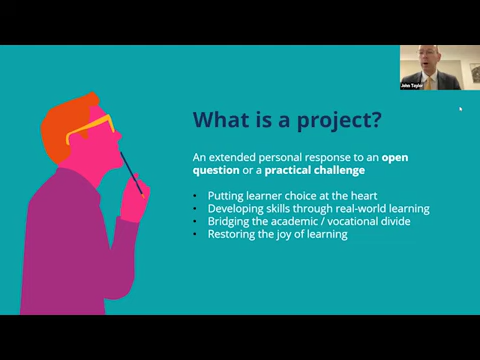 John Taylor
What is a project?
An extended personal response to an open
question or a practical challenge
• Putting learner choice at the heart
• Developing skills through real-world learning
• Bridging the academic / vocational divide
• Restoring the joy of learning